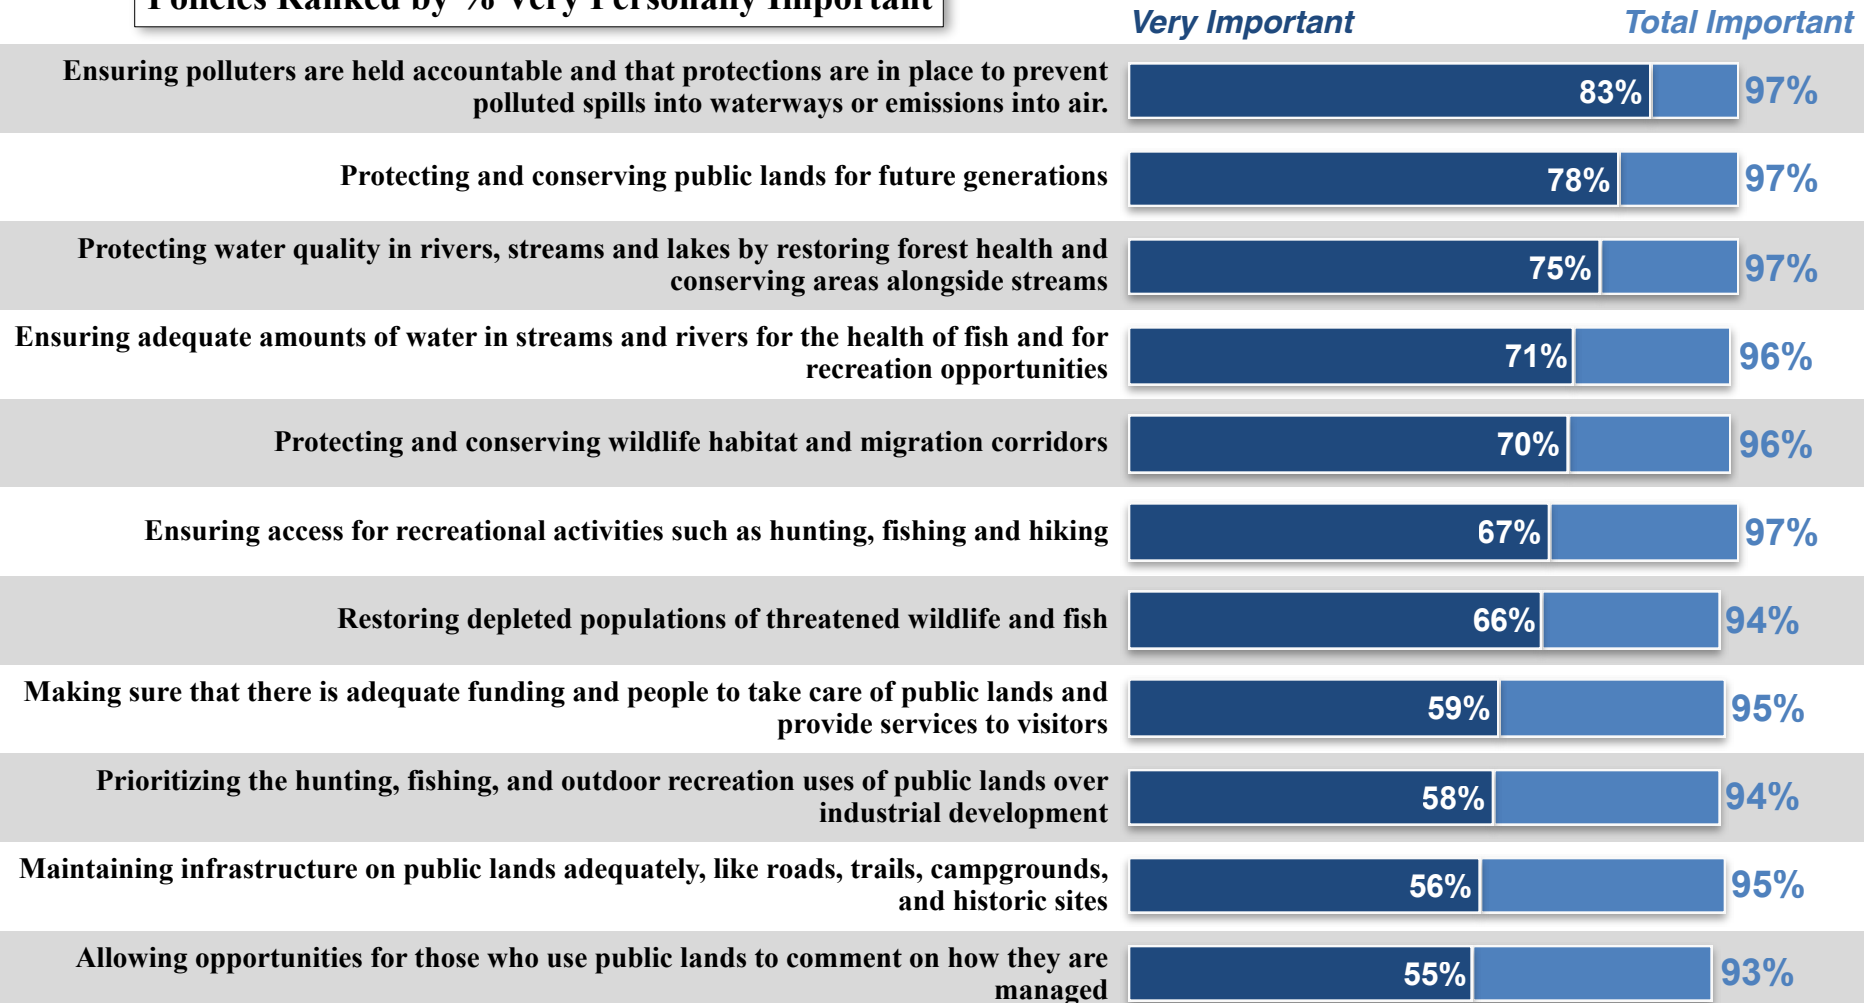 Policies Ranked by % Very Personally Important
Very Important
Total Important
Ensuring polluters are held accountable and that protections are in place to prevent
polluted spills into waterways or emissions into air.
83%
97%
Protecting and conserving public lands for future generations
78%
97%
Protecting water quality in rivers, streams and lakes by restoring forest health and
conserving areas alongside streams
75%
97%
Ensuring adequate amounts of water in streams and rivers for the health of fish and for
recreation opportunities
71%
96%
Protecting and conserving wildlife habitat and migration corridors
70%
96%
Ensuring access for recreational activities such as hunting, fishing and hiking
67%
97%
Restoring depleted populations of threatened wildlife and fish
66%
94%
Making sure that there is adequate funding and people to take care of public lands and
provide services to visitors
59%
95%
Prioritizing the hunting, fishing, and outdoor recreation uses of public lands over
industrial development
58%
94%
Maintaining infrastructure on public lands adequately, like roads, trails, campgrounds,
and historic sites
56%
95%
Allowing opportunities for those who use public lands to comment on how they are
managed
55%
93%